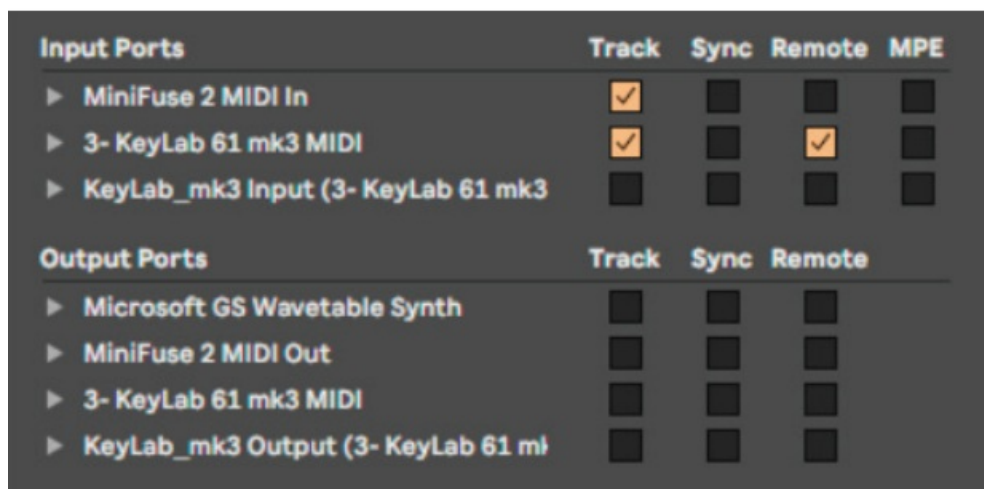 Input Ports Track Sync Remote MPE
MiniFuse 2 MIDI In
3- KeyLab 61 mk3 MIDI
KeyLab_mk3 Input (3- KeyLab 61 mk3
Output Ports Track Sync Remote
Microsoft GS Wavetable Synth
MiniFuse 2 MIDI Out
3- KeyLab 61 mk3 MIDI
KeyLab_mk3 Output (3- KeyLab 61